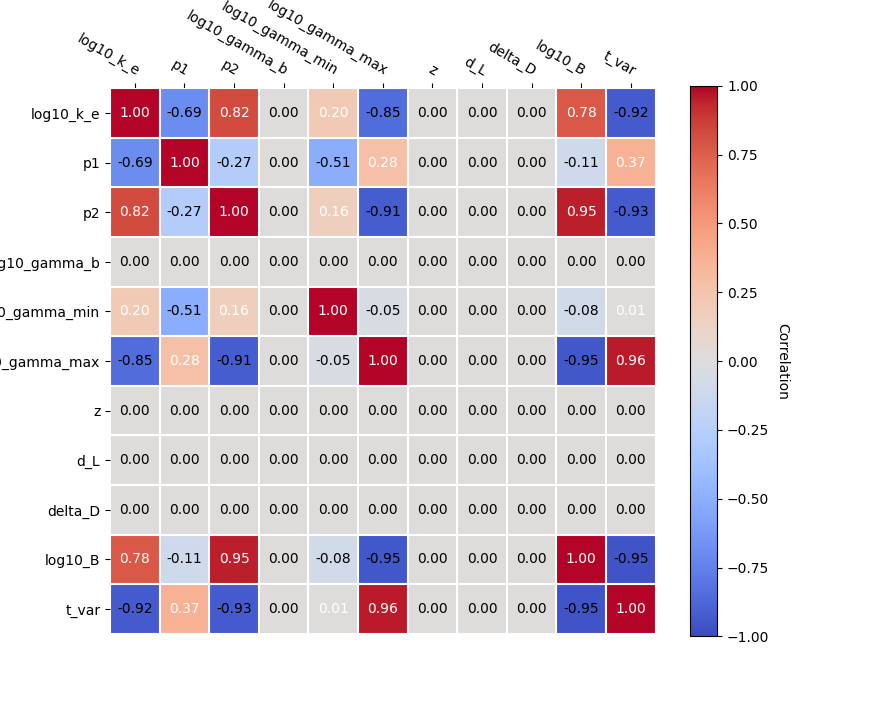 log10_k_e p1 p2 log10_gamma_b log10_gamma_min log10_gamma_max z d_L delta_D log10_B t_var
log10_k_e 1.00 -0.69 0.82 0.00 0.20 -0.85 0.00 0.00 0.00 0.78 -0.92
p1 -0.69 1.00 -0.27 0.00 -0.51 0.28 0.00 0.00 0.00 -0.11 0.37
p2 0.82 -0.27 1.00 0.00 0.16 -0.91 0.00 0.00 0.00 0.95 -0.93
g10_gamma_b 0.00 0.00 0.00 0.00 0.00 0.00 0.00 0.00 0.00 0.00 0.00
0_gamma_min 0.20 -0.51 0.16 0.00 1.00 -0.05 0.00 0.00 0.00 -0.08 0.01
0_gamma_max -0.85 0.28 -0.91 0.00 -0.05 1.00 0.00 0.00 0.00 -0.95 0.96
z 0.00 0.00 0.00 0.00 0.00 0.00 0.00 0.00 0.00 0.00 0.00
d_L 0.00 0.00 0.00 0.00 0.00 0.00 0.00 0.00 0.00 0.00 0.00
delta_D 0.00 0.00 0.00 0.00 0.00 0.00 0.00 0.00 0.00 0.00 0.00
log10_B 0.78 -0.11 0.95 0.00 -0.08 -0.95 0.00 0.00 0.00 1.00 -0.95
t_var -0.92 0.37 -0.93 0.00 0.01 0.96 0.00 0.00 0.00 -0.95 1.00
1.00
0.75
0.50
0.25
0.00
−0.25
−0.50
−0.75
−1.00
Correlation